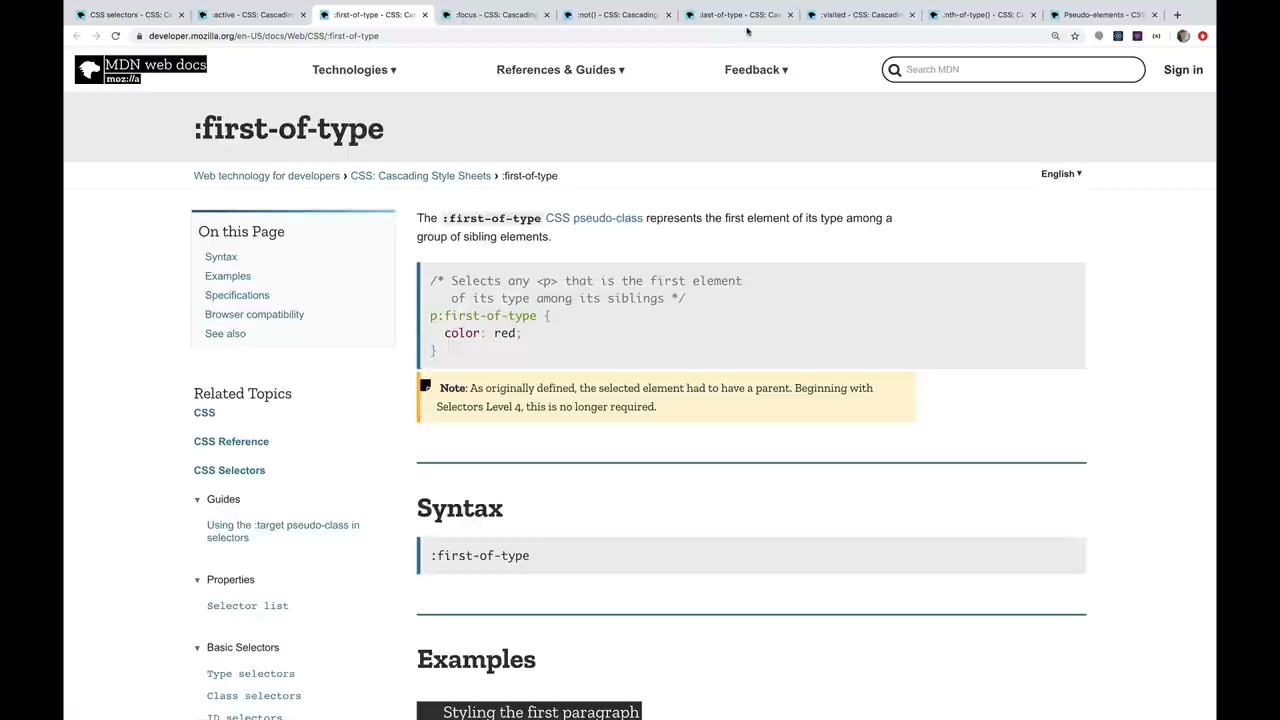 CSS selectors - CSS: Casc
:active - CSS: Cascading
:first-of-type - CSS: Cas
:focus - CSS: Cascading
:not() - CSS: Cascading
:last-of-type - CSS: Cas
:visited - CSS: Cascadin
:nth-of-type() - CSS: C
Pseudo-elements - CSS
developer.mozilla.org/en-US/docs/Web/CSS/:first-of-type
MDN web docs
moz://a
Technologies ▾
References & Guides ▾
Feedback ▾
Search MDN
Sign in
:first-of-type
Web technology for developers › CSS: Cascading Style Sheets › :first-of-type
English ▾
On this Page
Syntax
Examples
Specifications
Browser compatibility
See also
Related Topics
CSS
CSS Reference
CSS Selectors
▾ Guides
Using the :target pseudo-class in
selectors
▾ Properties
Selector list
▾ Basic Selectors
Type selectors
Class selectors
ID selectors
The :first-of-type CSS pseudo-class represents the first element of its type among a
group of sibling elements.
/* Selects any <p> that is the first element
of its type among its siblings */
p:first-of-type {
color: red;
}
Note: As originally defined, the selected element had to have a parent. Beginning with
Selectors Level 4, this is no longer required.
Syntax
:first-of-type
Examples
Styling the first paragraph